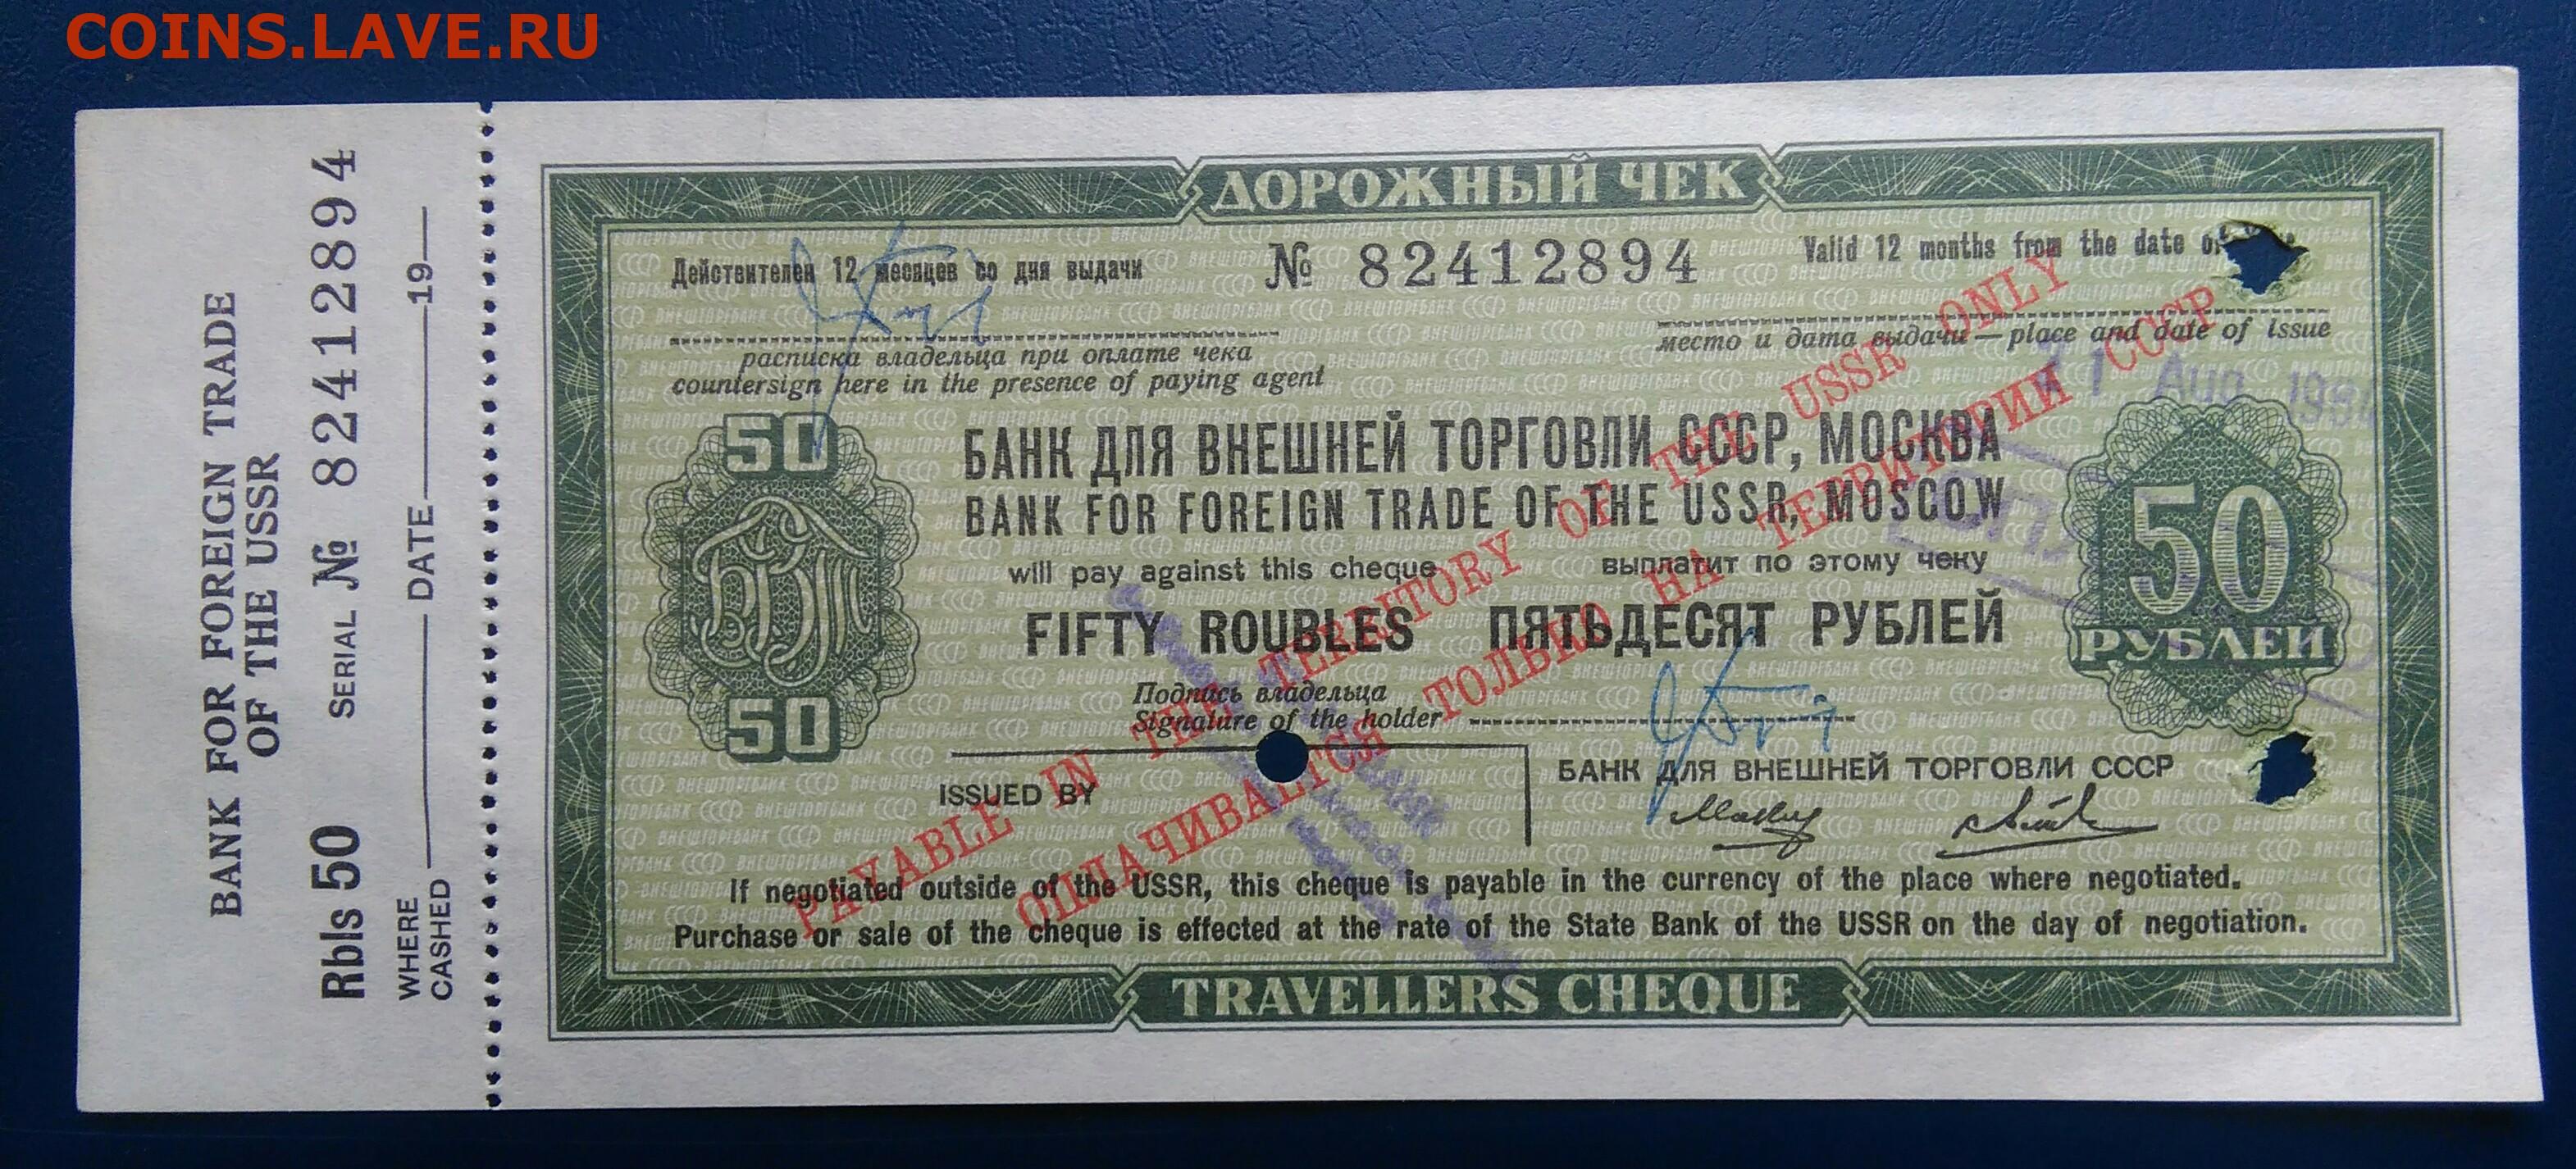 COINS.LAVE.RU
BANK FOR FOREIGN TRADE
OF THE USSR
Rbls 50 SERIAL № 82412894
WHERE CASHED DATE 19
ДОРОЖНЫЙ ЧЕК
Действителен 12 месяцев со дня выдачи
№ 82412894
Valid 12 months from the date of
расписка владельца при оплате чека
countersign here in the presence of paying agent
место и дата выдачи — place and date of issue
Aug
50
БАНК ДЛЯ ВНЕШНЕЙ ТОРГОВЛИ СССР, МОСКВА
BANK FOR FOREIGN TRADE OF THE USSR, MOSCOW
will pay against this cheque выплатит по этому чеку
FIFTY ROUBLES ПЯТЬДЕСЯТ РУБЛЕЙ
50
РУБЛЕЙ
50
Подпись владельца
Signature of the holder
ISSUED BY
БАНК ДЛЯ ВНЕШНЕЙ ТОРГОВЛИ СССР
PAYABLE IN THE TERRITORY OF THE USSR ONLY
ОПЛАЧИВАЕТСЯ ТОЛЬКО НА ТЕРРИТОРИИ СССР
If negotiated outside of the USSR, this cheque is payable in the currency of the place where negotiated.
Purchase or sale of the cheque is effected at the rate of the State Bank of the USSR on the day of negotiation.
TRAVELLERS CHEQUE